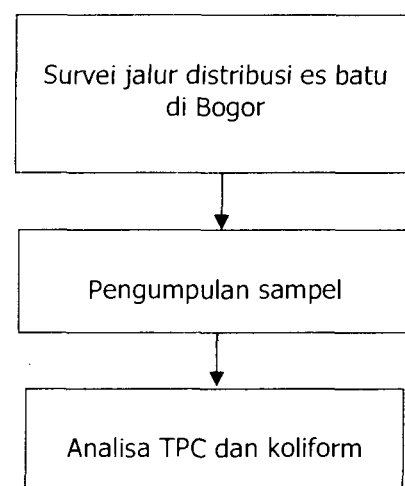 Survei jalur distribusi es batu
di Bogor
Pengumpulan sampel
Analisa TPC dan koliform